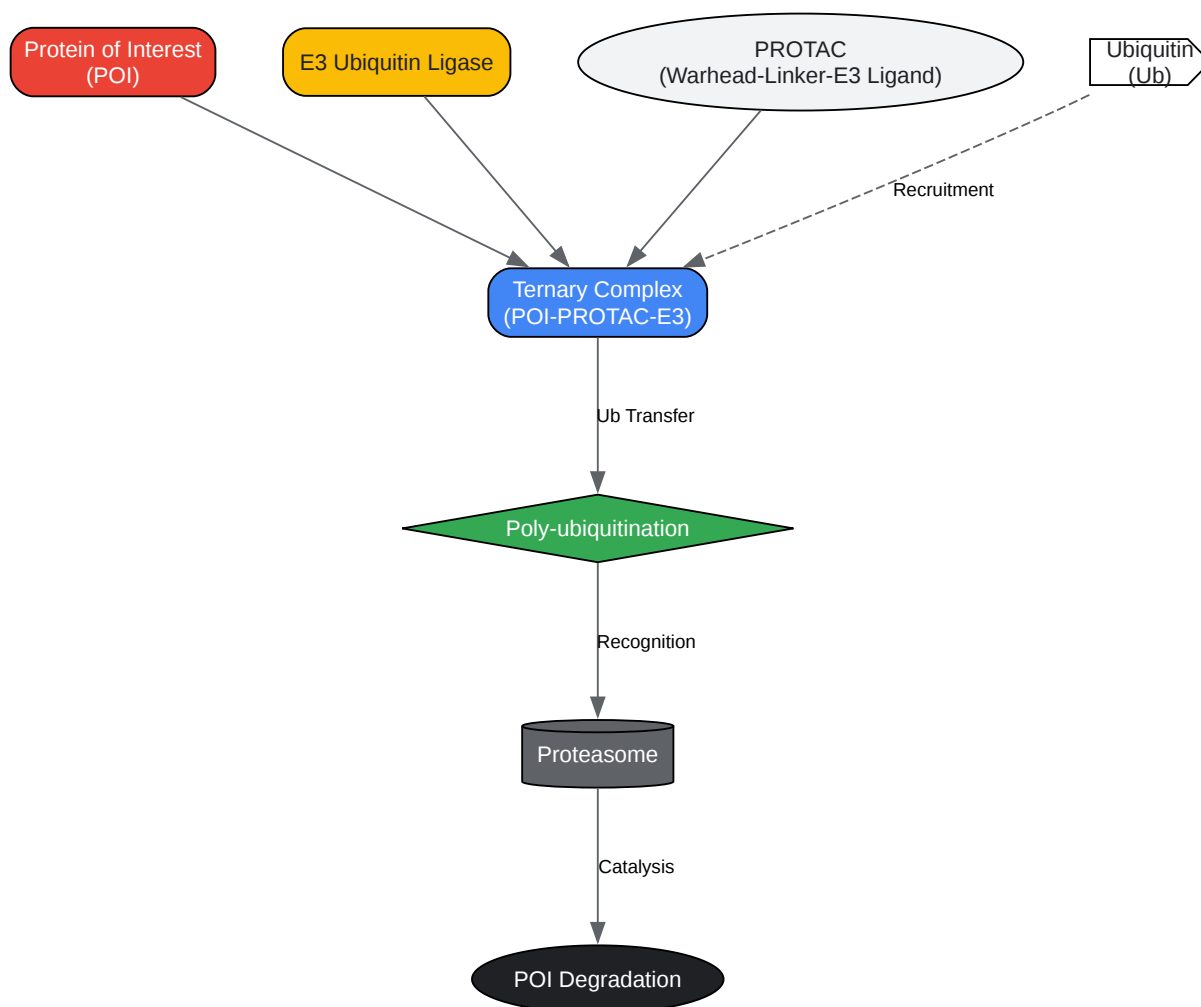 Protein of Interest
(POI)
E3 Ubiquitin Ligase
PROTAC
(Warhead-Linker-E3 Ligand)
Ubiquitin
(Ub)
Recruitment
Ternary Complex
(POI-PROTAC-E3)
Ub Transfer
Poly-ubiquitination
Recognition
Proteasome
Catalysis
POI Degradation